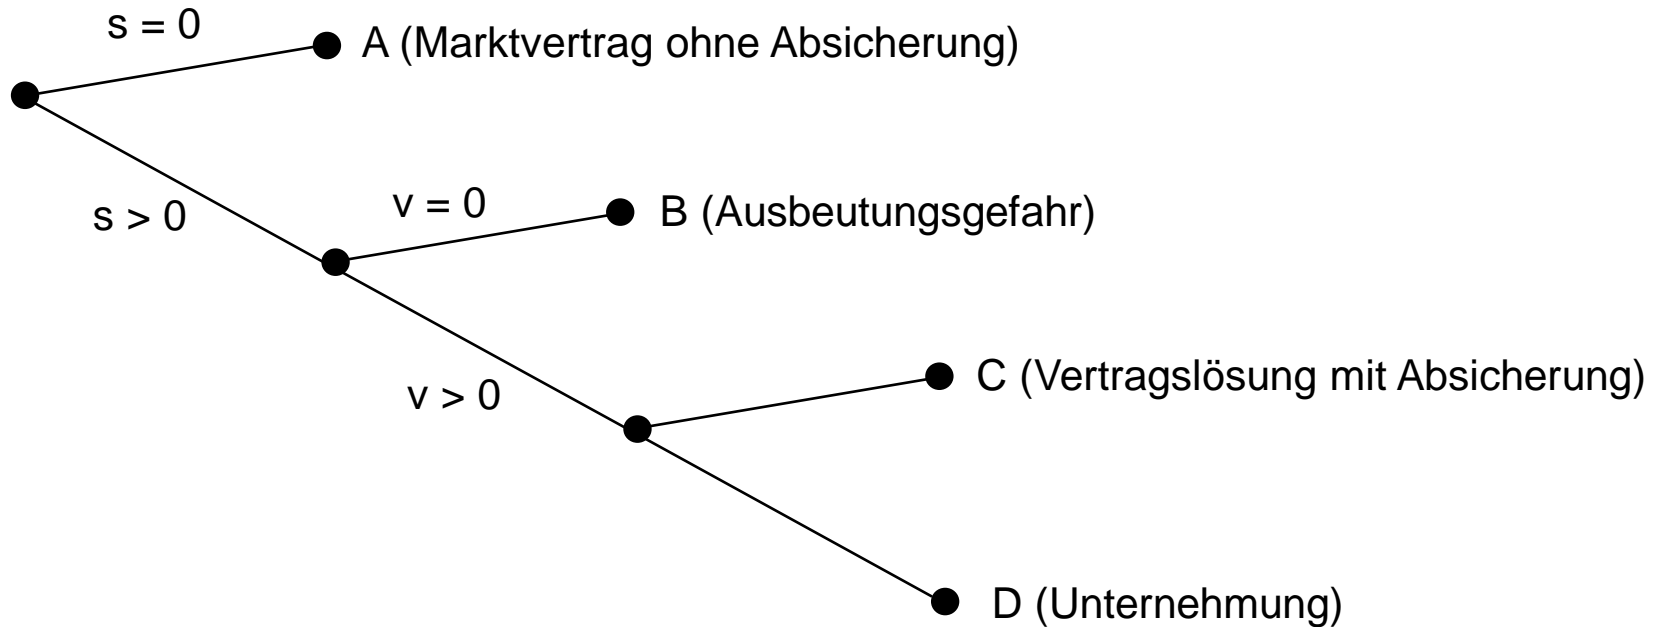 s = 0
A (Marktvertrag ohne Absicherung)
v = 0
B (Ausbeutungsgefahr)
s > 0
C (Vertragslösung mit Absicherung)
v > 0
D (Unternehmung)